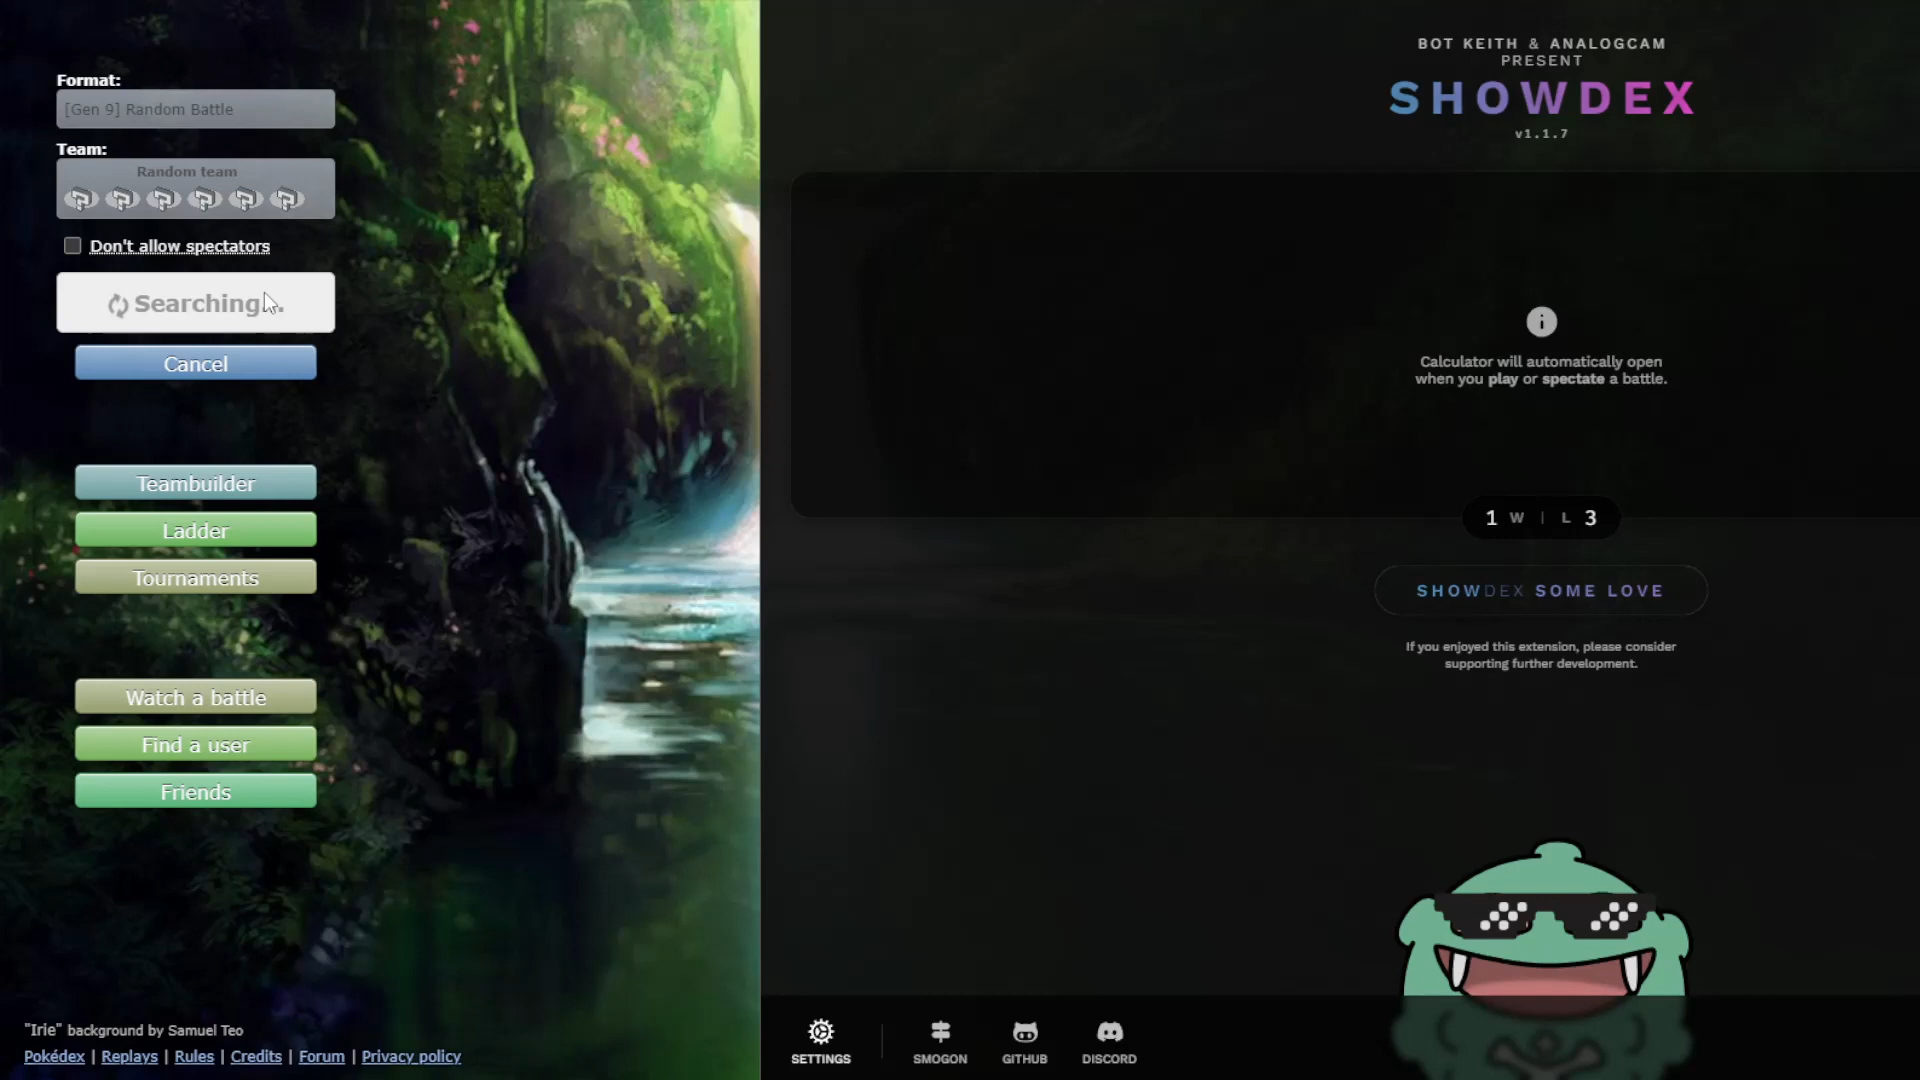 Format:
[Gen 9] Random Battle
Team:
Random team
Don't allow spectators
Searching...
Cancel
Teambuilder
Ladder
Tournaments
Watch a battle
Find a user
Friends
"Irie" background by Samuel Teo
Pokédex | Replays | Rules | Credits | Forum | Privacy policy
BOT KEITH & ANALOGCAM
PRESENT
SHOWDEX
v1.1.7
Calculator will automatically open
when you play or spectate a battle.
1 W | L 3
SHOWDEX SOME LOVE
If you enjoyed this extension, please consider
supporting further development.
SETTINGS
SMOGON
GITHUB
DISCORD